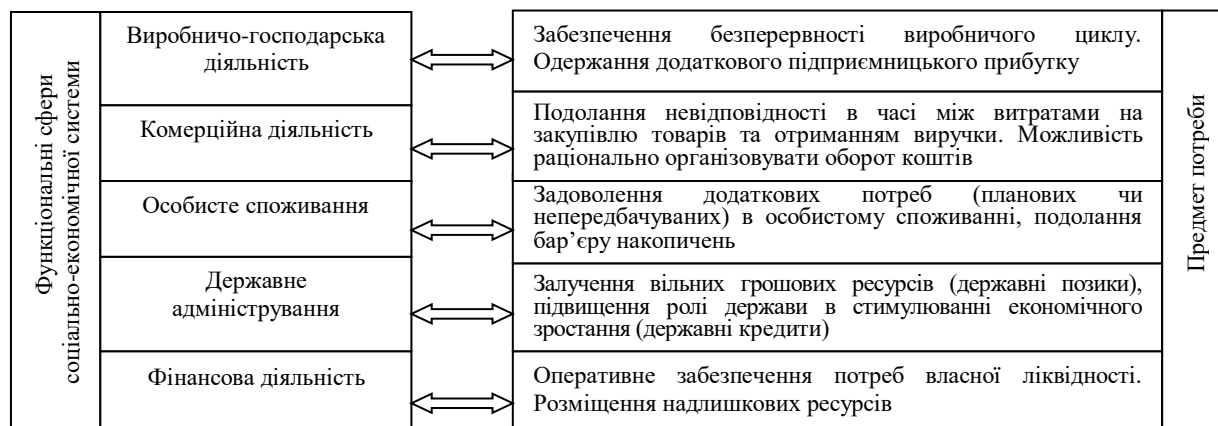 Функціональні сфери
соціально-економічної системи
Виробничо-господарська
діяльність
Забезпечення безперервності виробничого циклу.
Одержання додаткового підприємницького прибутку
Комерційна діяльність
Подолання невідповідності в часі між витратами на
закупівлю товарів та отриманням виручки. Можливість
раціонально організовувати оборот коштів
Особисте споживання
Задоволення додаткових потреб (планових чи
непередбачуваних) в особистому споживанні, подолання
бар’єру накопичень
Державне
адміністрування
Залучення вільних грошових ресурсів (державні позики),
підвищення ролі держави в стимулюванні економічного
зростання (державні кредити)
Фінансова діяльність
Оперативне забезпечення потреб власної ліквідності.
Розміщення надлишкових ресурсів
Предмет потреби